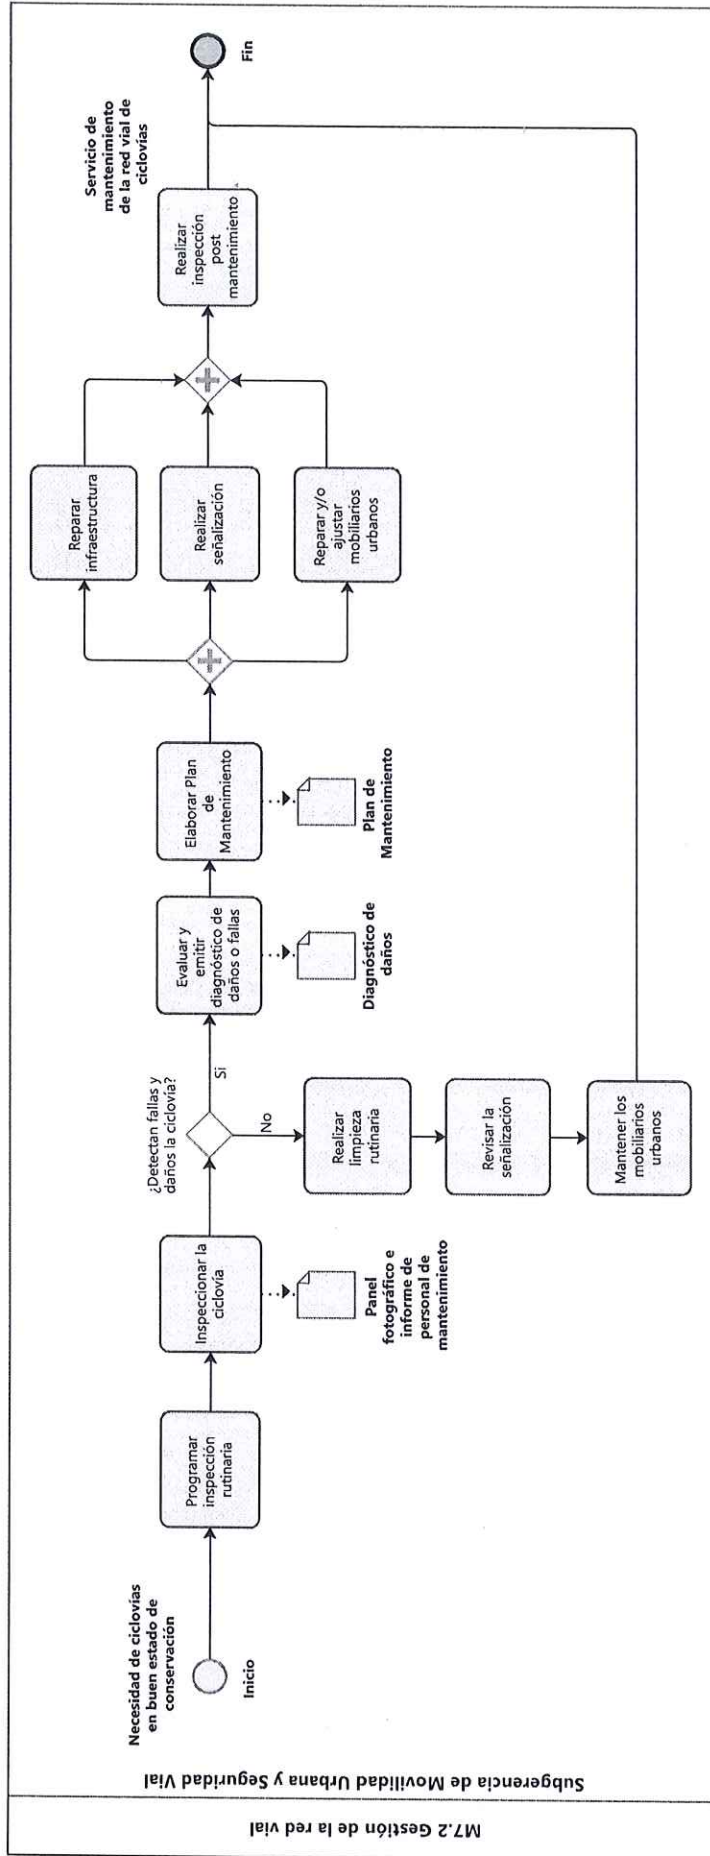 M7.2 Gestión de la red vial
Subgerencia de Movilidad Urbana y Seguridad Vial
Necesidad de ciclovías
en buen estado de
conservación
Inicio
Programar
inspección
rutinaria
Inspeccionar la
ciclovía
Panel
fotográfico e
informe de
personal de
mantenimiento
¿Detectan fallas y
daños la ciclovía?
Si
No
Realizar
limpieza
rutinaria
Revisar la
señalización
Mantener los
mobiliarios
urbanos
Evaluar y
emitir
diagnóstico de
daños o fallas
Diagnóstico de
daños
Elaborar Plan
de
Mantenimiento
Plan de
Mantenimiento
Reparar
infraestructura
Realizar
señalización
Reparar y/o
ajustar
mobiliarios
urbanos
Realizar
inspección
post
mantenimiento
Servicio de
mantenimiento
de la red vial de
ciclovías
Fin